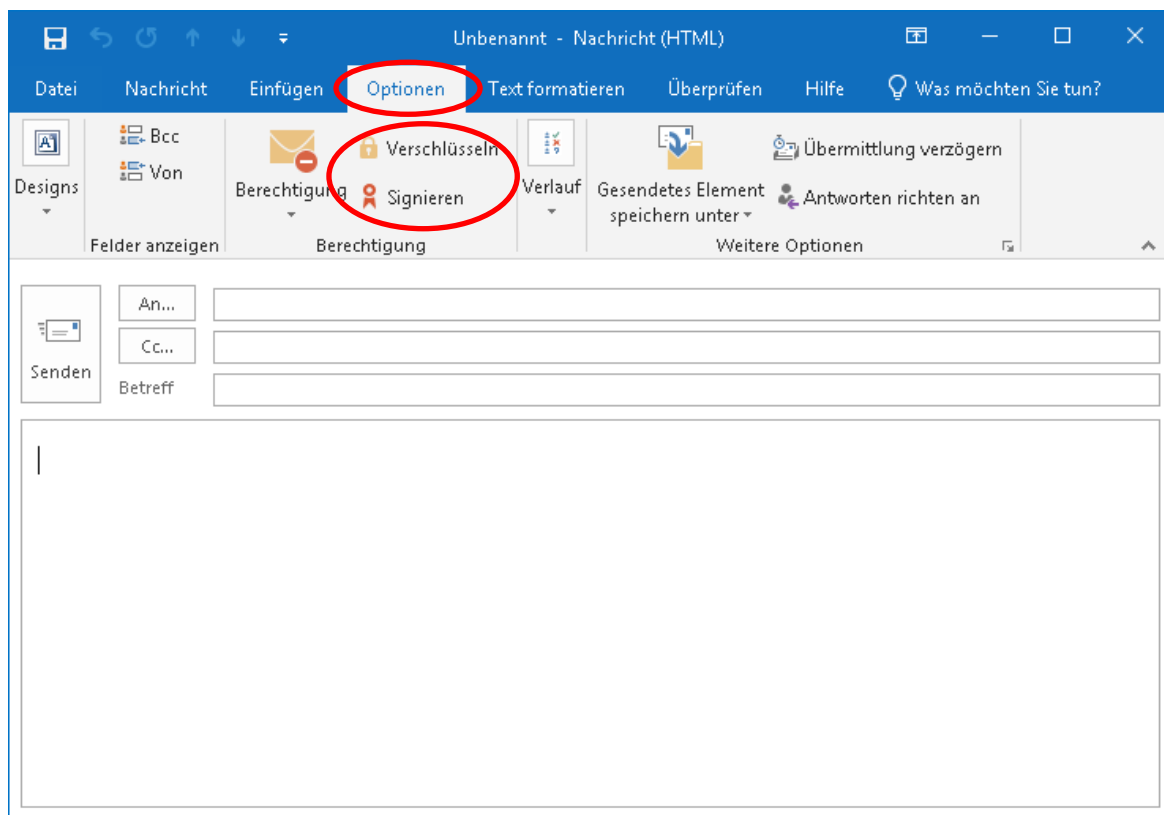 Unbenannt - Nachricht (HTML)
Datei Nachricht Einfügen Optionen Text formatieren Überprüfen Hilfe Was möchten Sie tun?
Designs
Bcc
Von
Felder anzeigen
Berechtigung
Verschlüsseln
Signieren
Berechtigung
Verlauf
Gesendetes Element
speichern unter
Übermittlung verzögern
Antworten richten an
Weitere Optionen
Senden
An...
Cc...
Betreff